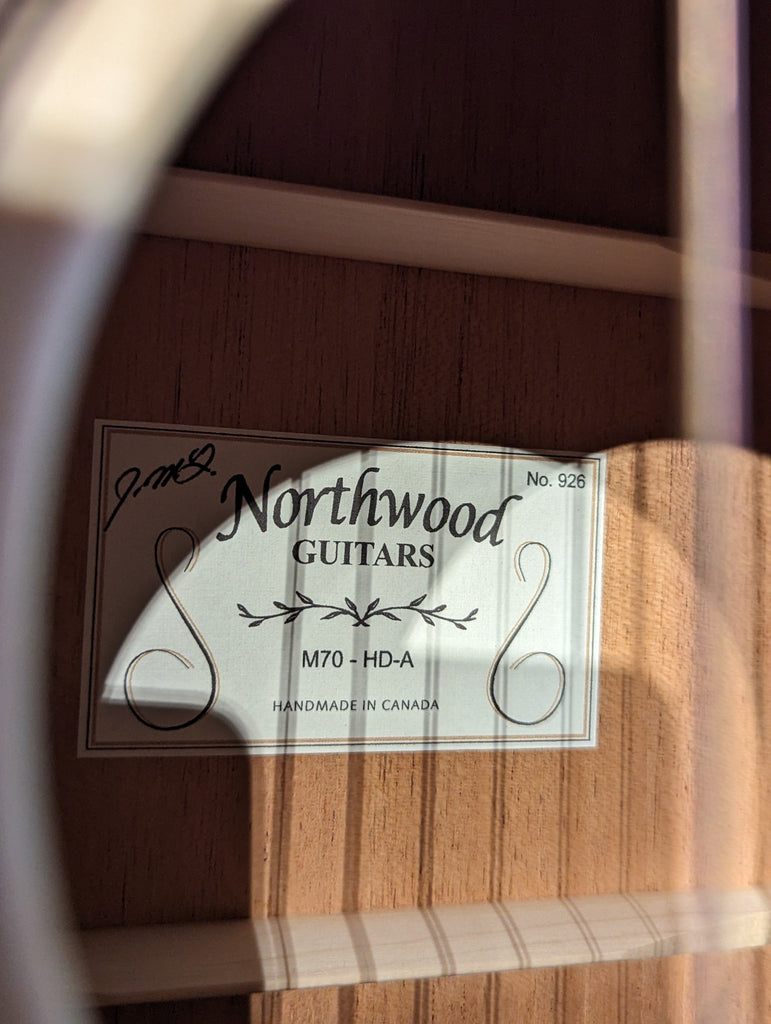 No. 926
Northwood
GUITARS
M70 - HD-A
HANDMADE IN CANADA